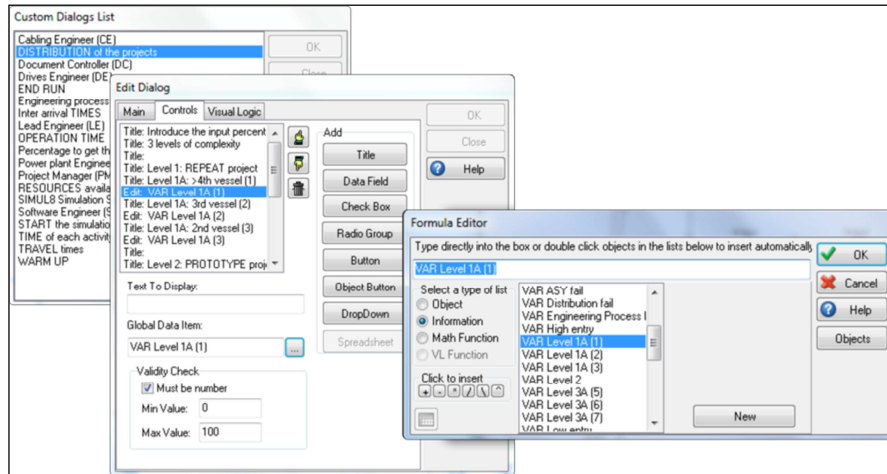 Custom Dialogs List
Cabling Engineer (CE)
DISTRIBUTION of the projects
Document Controller (DC)
Drives Engineer (DE)
END RUN
Engineering process
Inter arrival TIMES
Lead Engineer (LE)
OPERATION TIME
Percentage to get th
Power plant Enginee
Project Manager (PM
RESOURCES availa
SIMUL8 Simulation S
Software Engineer (S
START the simulatio
TIME of each activit
TRAVEL times
WARM UP
OK
Close
Edit Dialog
Main Controls Visual Logic
Title: Introduce the input percent
Title: 3 levels of complexity
Title:
Title: Level 1: REPEAT project
Title: Level 1A: >4th vessel (1)
Edit: VAR Level 1A (1)
Title: Level 1A: 3rd vessel (2)
Edit: VAR Level 1A (2)
Title: Level 1A: 2nd vessel (3)
Edit: VAR Level 1A (3)
Title:
Title: Level 2: PROTOTYPE proj
Text To Display:
Global Data Item:
VAR Level 1A (1)
...
Validity Check
Must be number
Min Value: 0
Max Value: 100
Add
Title
Data Field
Check Box
Radio Group
Button
Object Button
DropDown
Spreadsheet
OK
Close
Help
Formula Editor
Type directly into the box or double click objects in the lists below to insert automatically
VAR Level 1A (1)
Select a type of list
Object
Information
Math Function
VL Function
Click to insert
+ - * / \ ^
VAR ASY fail
VAR Distribution fail
VAR Engineering Process
VAR High entry
VAR Level 1A (1)
VAR Level 1A (2)
VAR Level 1A (3)
VAR Level 2
VAR Level 3A (5)
VAR Level 3A (6)
VAR Level 3A (7)
VAR Low entry
New
OK
Cancel
Help
Objects